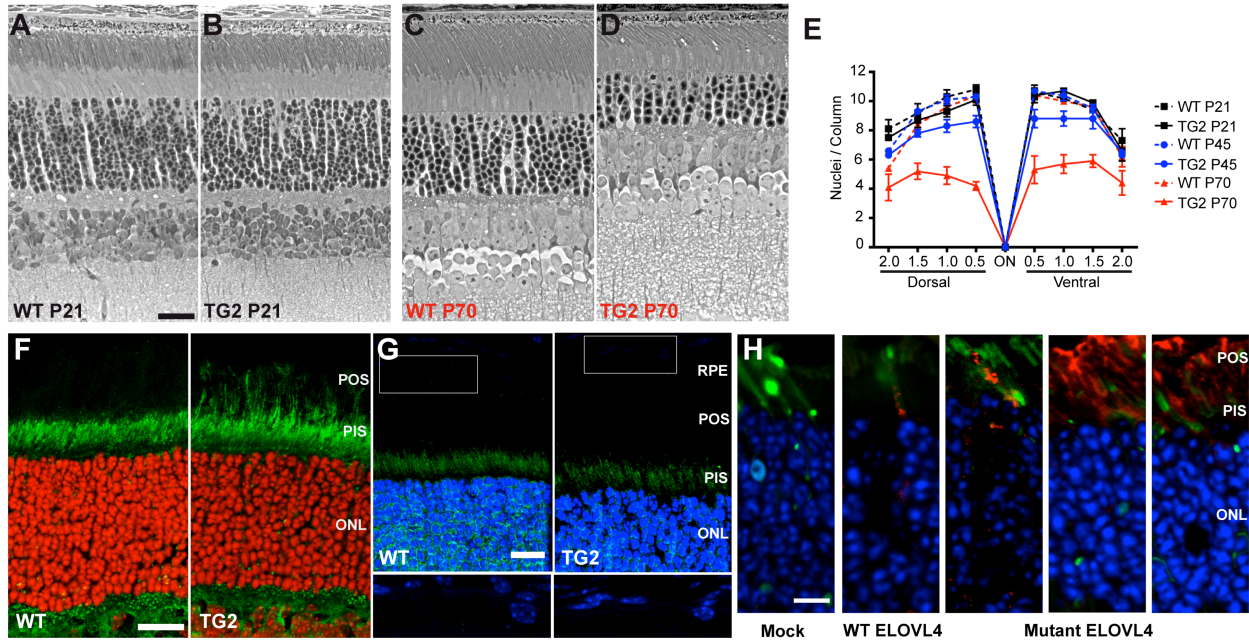 A
B
C
D
E
WT P21
TG2 P21
WT P70
TG2 P70
Nuclei / Column
12
10
8
6
4
2
0
2.0 1.5 1.0 0.5 ON 0.5 1.0 1.5 2.0
Dorsal
Ventral
WT P21
TG2 P21
WT P45
TG2 P45
WT P70
TG2 P70
F
POS
PIS
ONL
WT
TG2
G
RPE
POS
PIS
ONL
WT
TG2
H
POS
PIS
ONL
Mock
WT ELOVL4
Mutant ELOVL4